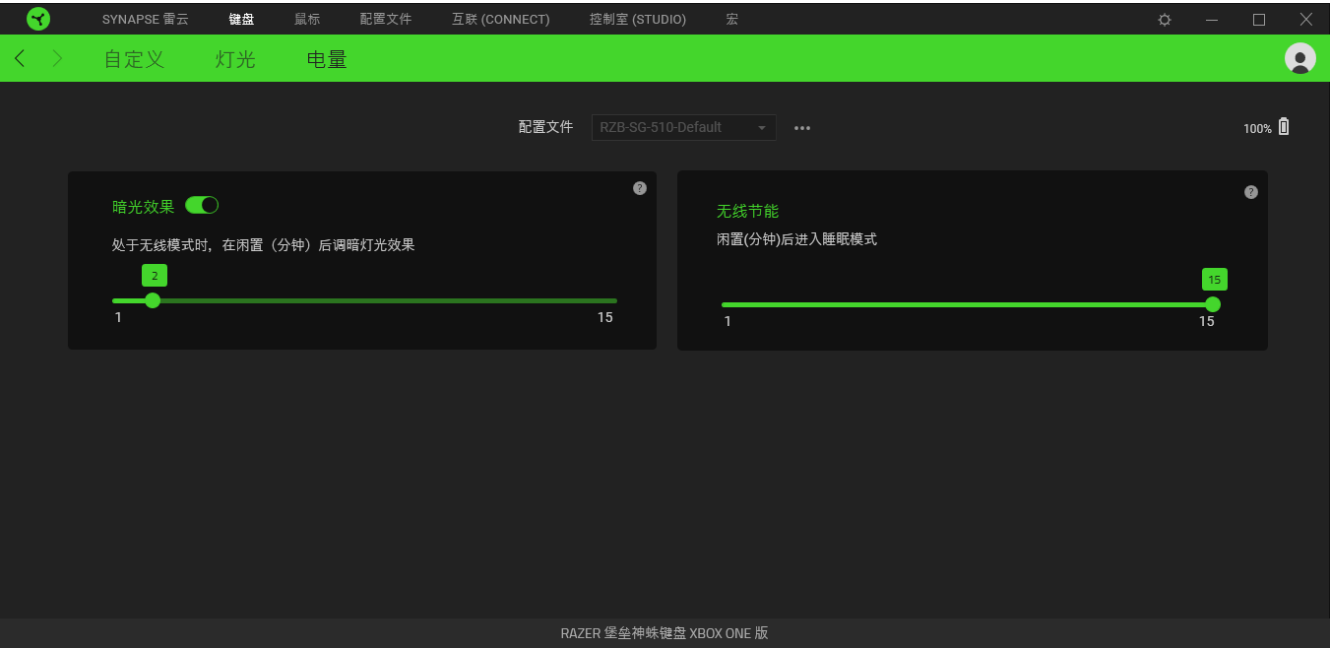 SYNAPSE 雷云 键盘 鼠标 配置文件 互联 (CONNECT) 控制室 (STUDIO) 宏
自定义 灯光 电量
配置文件 RZB-SG-510-Default
100%
暗光效果
处于无线模式时，在闲置（分钟）后调暗灯光效果
2
1 15
无线节能
闲置(分钟)后进入睡眠模式
15
1 15
RAZER 堡垒神蛛键盘 XBOX ONE 版